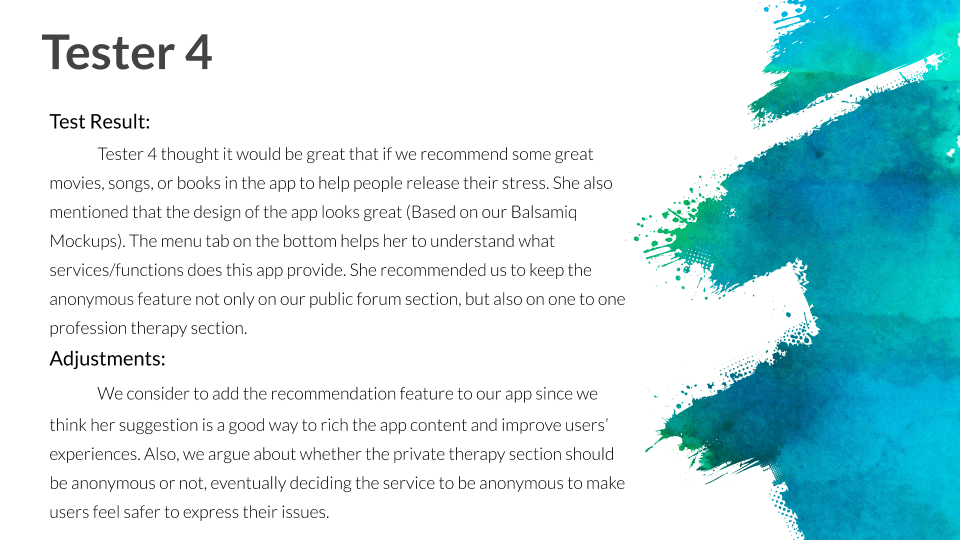 Tester 4
Test Result:
Tester 4 thought it would be great that if we recommend some great
movies, songs, or books in the app to help people release their stress. She also
mentioned that the design of the app looks great (Based on our Balsamiq
Mockups). The menu tab on the bottom helps her to understand what
services/functions does this app provide. She recommended us to keep the
anonymous feature not only on our public forum section, but also on one to one
profession therapy section.
Adjustments:
We consider to add the recommendation feature to our app since we
think her suggestion is a good way to rich the app content and improve users’
experiences. Also, we argue about whether the private therapy section should
be anonymous or not, eventually deciding the service to be anonymous to make
users feel safer to express their issues.